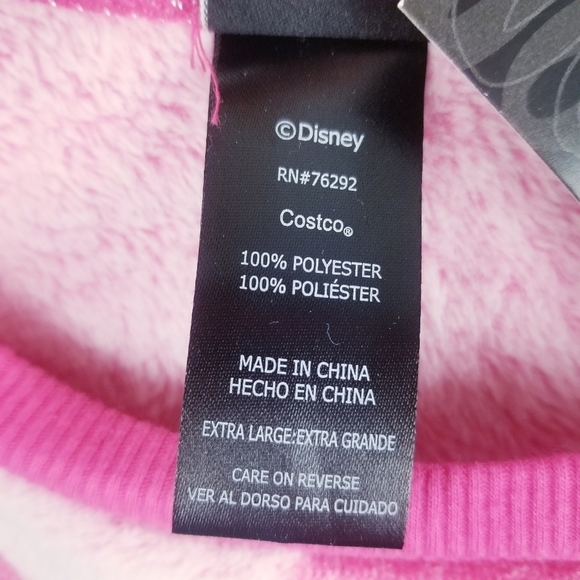 ©Disney
RN#76292
Costco®
100% POLYESTER
100% POLIÉSTER
MADE IN CHINA
HECHO EN CHINA
EXTRA LARGE:EXTRA GRANDE
CARE ON REVERSE
VER AL DORSO PARA CUIDADO